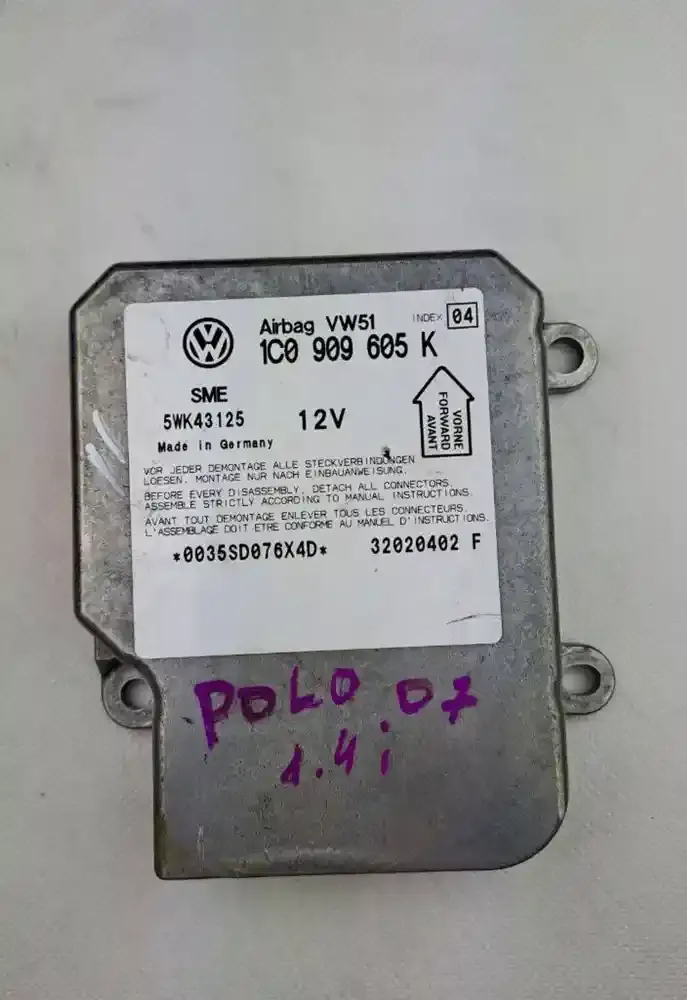 Airbag VW51 INDEX 04
1C0 909 605 K
SME
5WK43125 12V
Made in Germany
VORNE
FORWARD
AVANT
VOR JEDER DEMONTAGE ALLE STECKVERBINDUNGEN
LOESEN. MONTAGE NUR NACH EINBAUANWEISUNG.
BEFORE EVERY DISASSEMBLY, DETACH ALL CONNECTORS.
ASSEMBLE STRICTLY ACCORDING TO MANUAL INSTRUCTIONS.
AVANT TOUT DEMONTAGE ENLEVER TOUS LES CONNECTEURS.
L'ASSEMBLAGE DOIT ETRE CONFORME AU MANUEL D'INSTRUCTIONS.
*0035SD076X4D* 32020402 F
POLO 07
1.4i